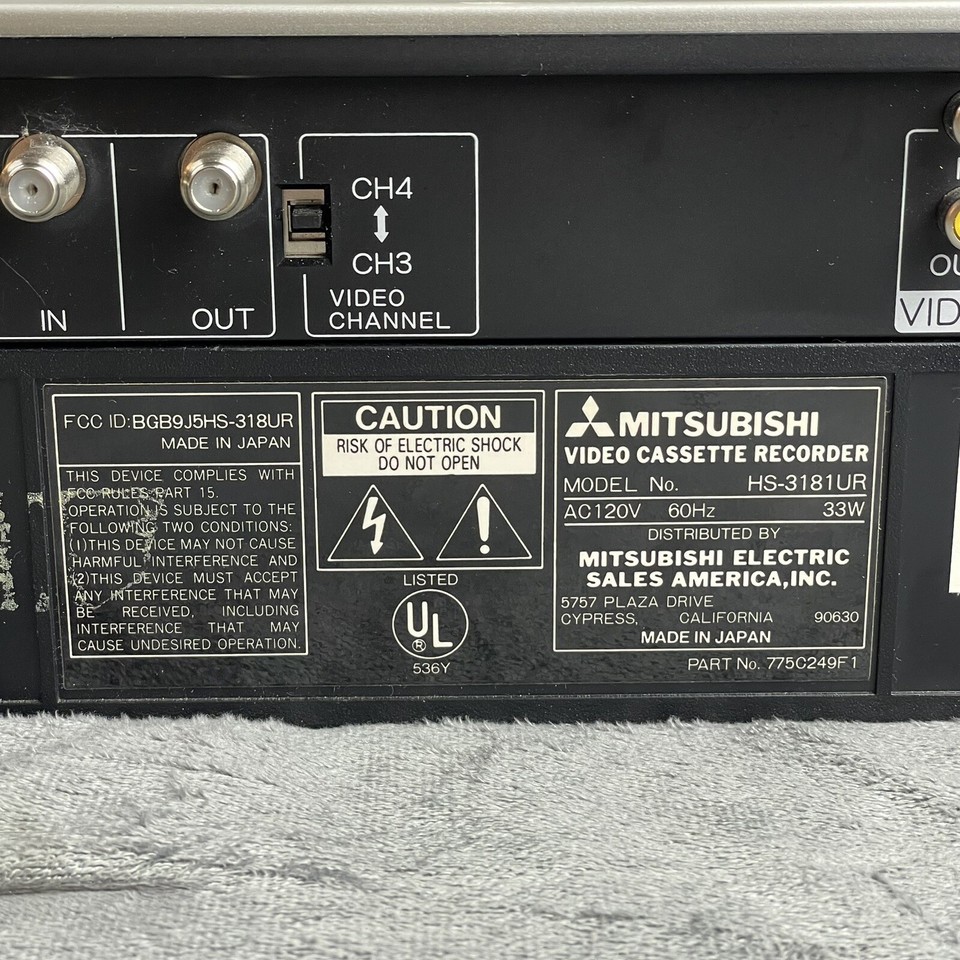 CH4
CH3
VIDEO
CHANNEL
IN
OUT
FCC ID:BGB9J5HS-318UR
MADE IN JAPAN
THIS DEVICE COMPLIES WITH
FCC RULES PART 15.
OPERATION IS SUBJECT TO THE
FOLLOWING TWO CONDITIONS:
(1)THIS DEVICE MAY NOT CAUSE
HARMFUL INTERFERENCE AND
(2)THIS DEVICE MUST ACCEPT
ANY INTERFERENCE THAT MAY
BE RECEIVED, INCLUDING
INTERFERENCE THAT MAY
CAUSE UNDESIRED OPERATION.
CAUTION
RISK OF ELECTRIC SHOCK
DO NOT OPEN
LISTED
UL
®
536Y
MITSUBISHI
VIDEO CASSETTE RECORDER
MODEL No. HS-3181UR
AC120V 60Hz 33W
DISTRIBUTED BY
MITSUBISHI ELECTRIC
SALES AMERICA,INC.
5757 PLAZA DRIVE
CYPRESS, CALIFORNIA 90630
MADE IN JAPAN
PART No. 775C249F1